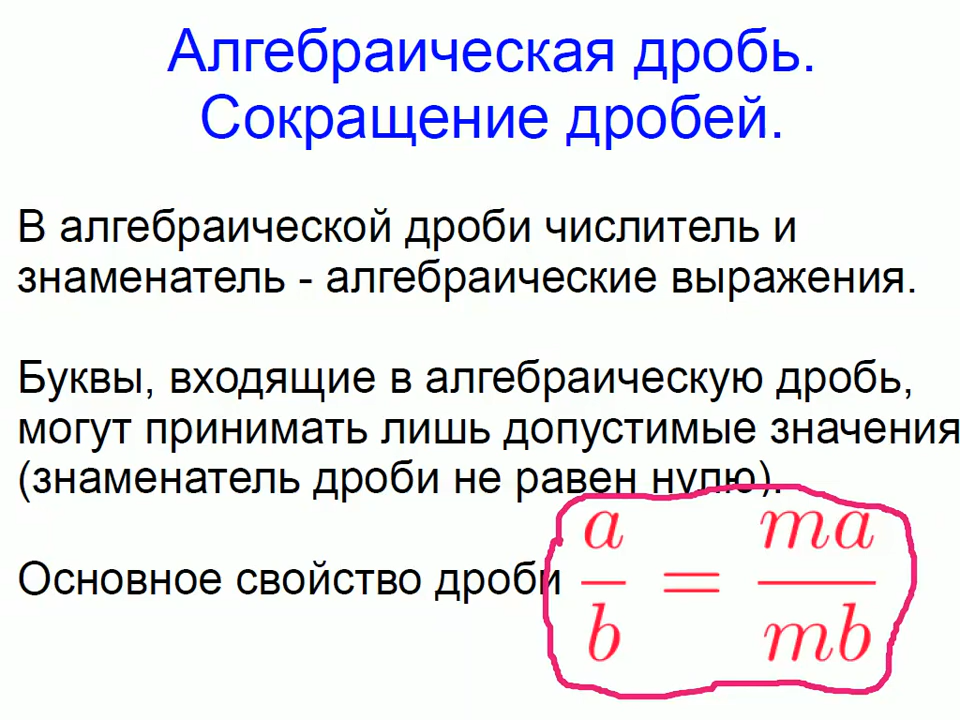 Алгебраическая дробь.
Сокращение дробей.
В алгебраической дроби числитель и
знаменатель - алгебраические выражения.
Буквы, входящие в алгебраическую дробь,
могут принимать лишь допустимые значения
(знаменатель дроби не равен нулю).
Основное свойство дроби a/b = ma/mb